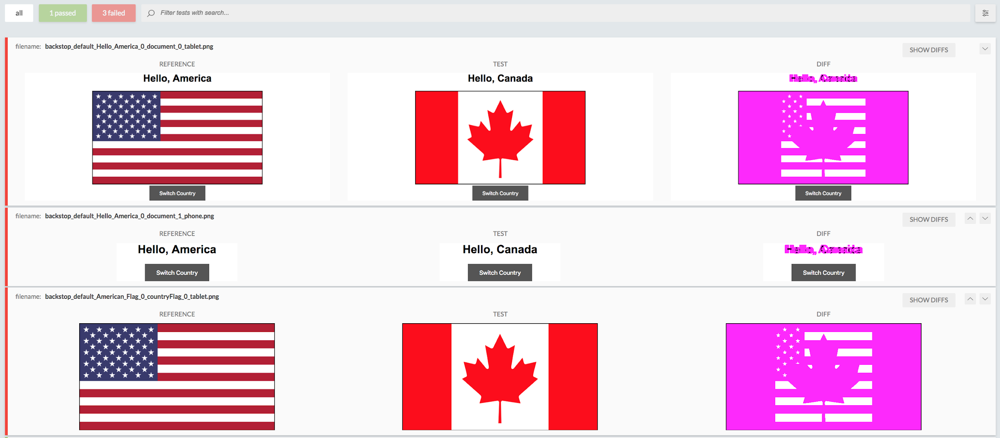 all
1 passed
3 failed
Filter tests with search...
filename: backstop_default_Hello_America_0_document_0_tablet.png
SHOW DIFFS
REFERENCE
TEST
DIFF
Hello, America
Hello, Canada
Switch Country
Switch Country
Switch Country
filename: backstop_default_Hello_America_0_document_1_phone.png
SHOW DIFFS
REFERENCE
TEST
DIFF
Hello, America
Hello, Canada
Switch Country
Switch Country
Switch Country
filename: backstop_default_American_Flag_0_countryFlag_0_tablet.png
SHOW DIFFS
REFERENCE
TEST
DIFF